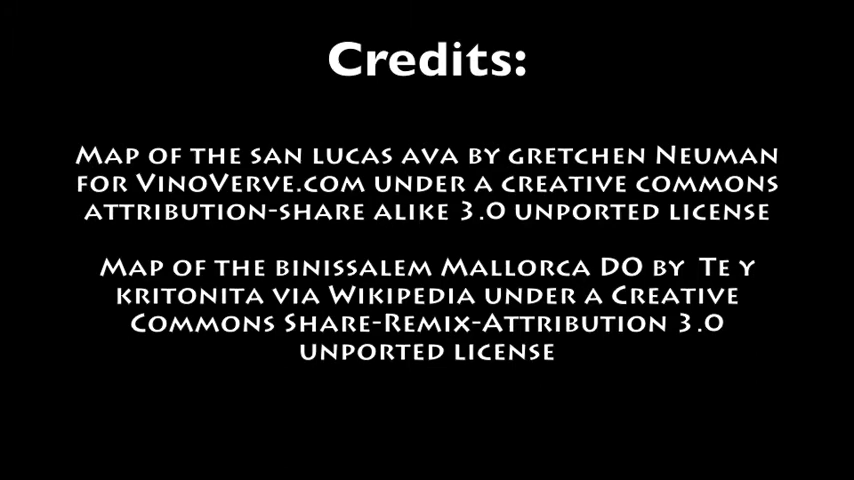 Credits:
Map of the san lucas ava by gretchen Neuman
for VinoVerve.com under a creative commons
attribution-share alike 3.0 unported license
Map of the binissalem Mallorca DO by Te y
kritonita via Wikipedia under a Creative
Commons Share-Remix-Attribution 3.0
unported license